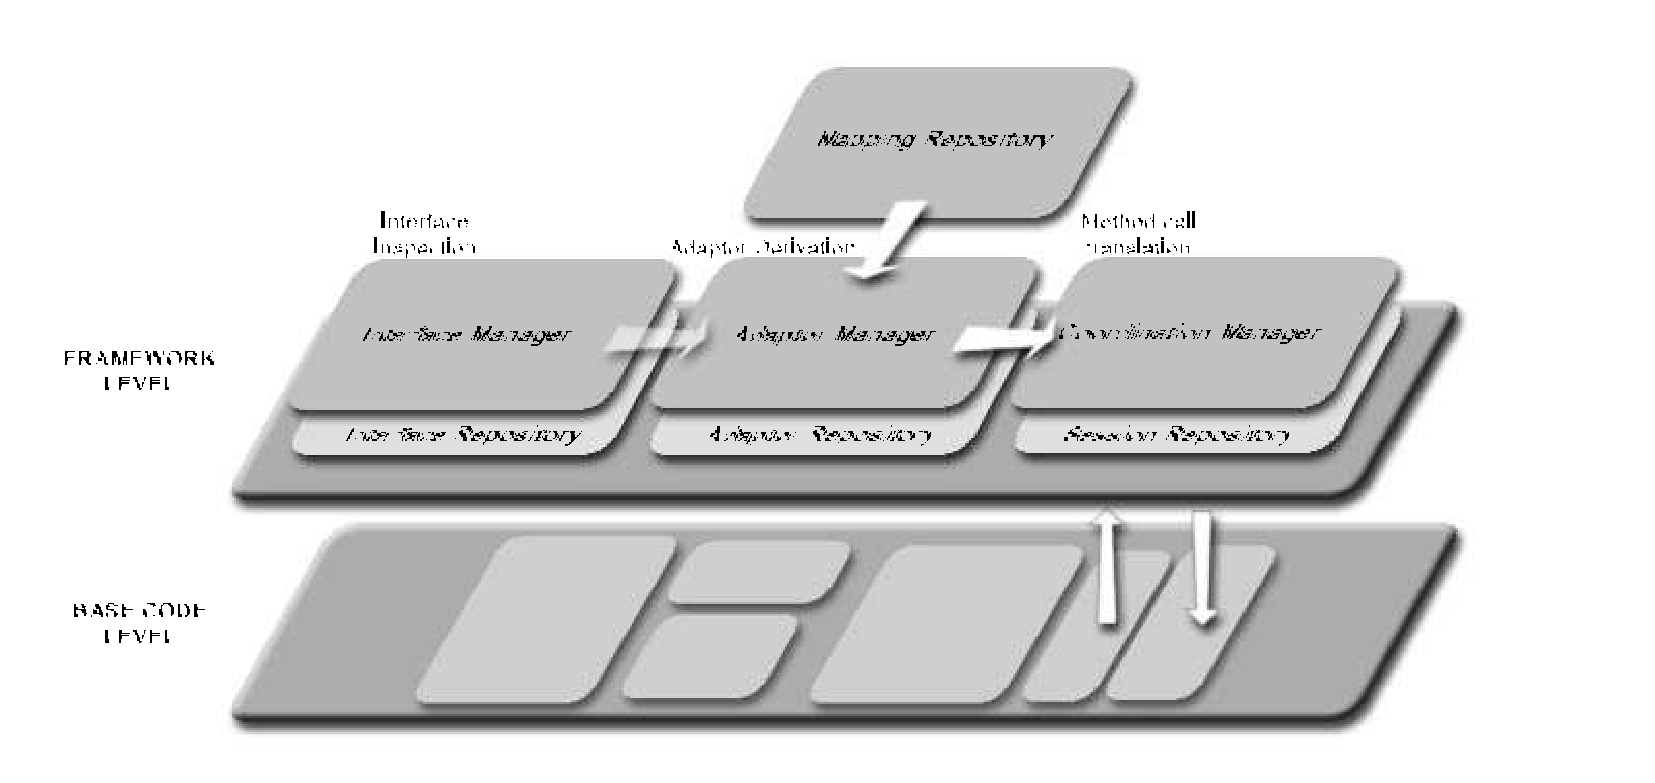 Mapping Repository
Interface
Inspection
Adaptor Derivation
Method call
translation
Interface Manager
Adaptor Manager
Coordination Manager
FRAMEWORK
LEVEL
Interface Repository
Adaptor Repository
Session Repository
BASE CODE
LEVEL